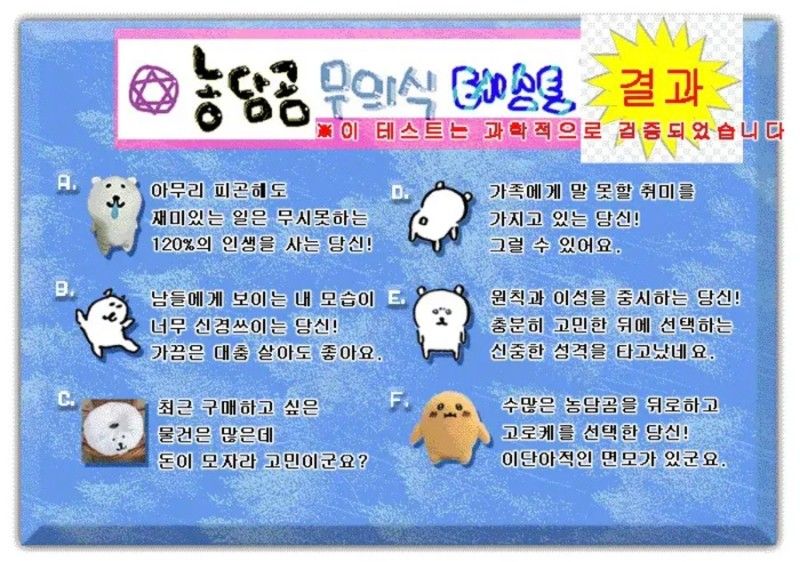 농담곰 무의식 테스트
결과
※이 테스트는 과학적으로 검증되었습니다
A.
아무리 피곤해도
재미있는 일은 무시못하는
120%의 인생을 사는 당신!
B.
남들에게 보이는 내 모습이
너무 신경쓰이는 당신!
가끔은 대충 살아도 좋아요.
C.
최근 구매하고 싶은
물건은 많은데
돈이 모자라 고민이군요?
D.
가족에게 말 못할 취미를
가지고 있는 당신!
그럴 수 있어요.
E.
원칙과 이성을 중시하는 당신!
충분히 고민한 뒤에 선택하는
신중한 성격을 타고났네요.
F.
수많은 농담곰을 뒤로하고
고로케를 선택한 당신!
이단아적인 면모가 있군요.